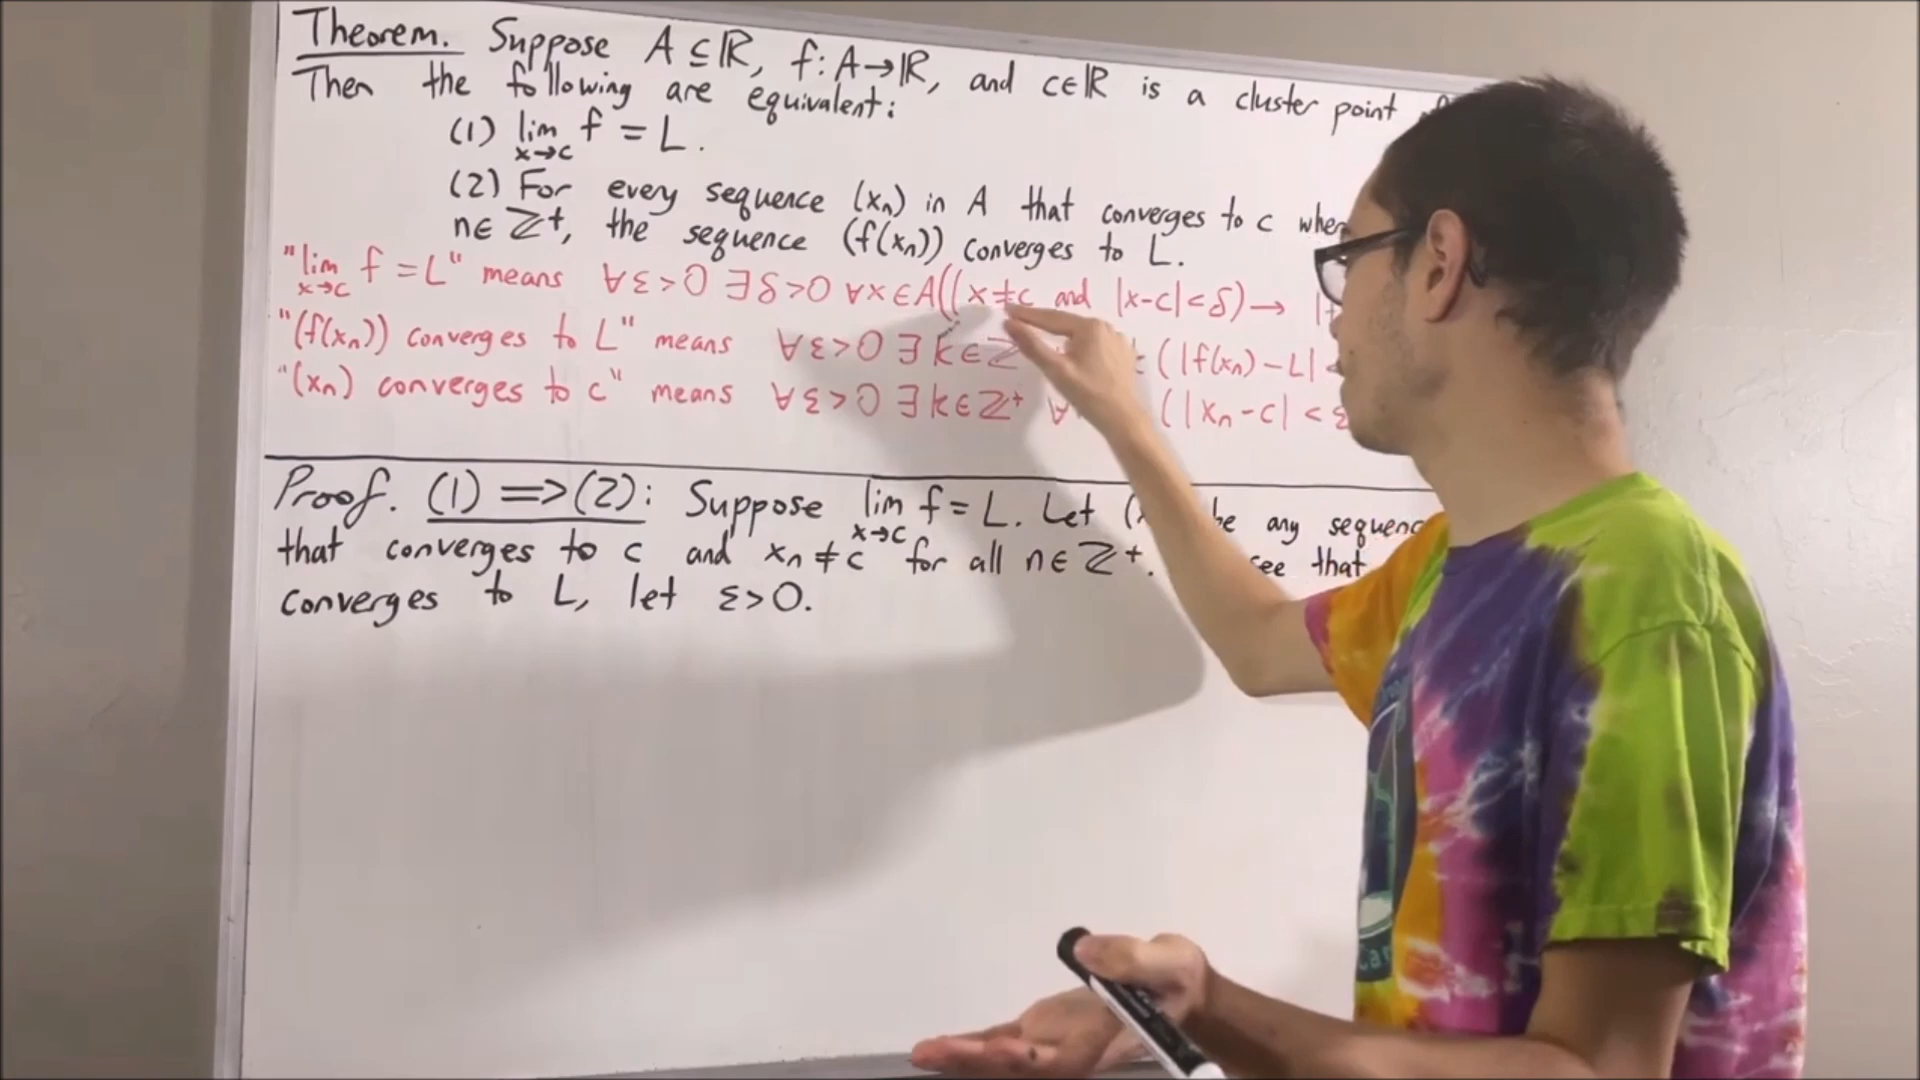 Theorem. Suppose A ⊆ ℝ, f: A → ℝ, and c ∈ ℝ is a cluster point
Then the following are equivalent:
(1) lim f = L.
x→c
(2) For every sequence (xₙ) in A that converges to c
n ∈ ℤ⁺, the sequence (f(xₙ)) converges to L.
"lim f = L" means ∀ε>0 ∃δ>0 ∀x∈A((x≠c and |x-c|<δ) →
x→c
"(f(xₙ)) converges to L" means ∀ε>0 ∃k∈ℤ (|f(xₙ)-L| <
"(xₙ) converges to c" means ∀ε>0 ∃k∈ℤ⁺ ∀ (|xₙ-c| < ε
Proof. (1) => (2): Suppose lim f = L. Let be any
x→c
that converges to c and xₙ ≠ c for all n ∈ ℤ⁺. see that
converges to L, let ε>0.